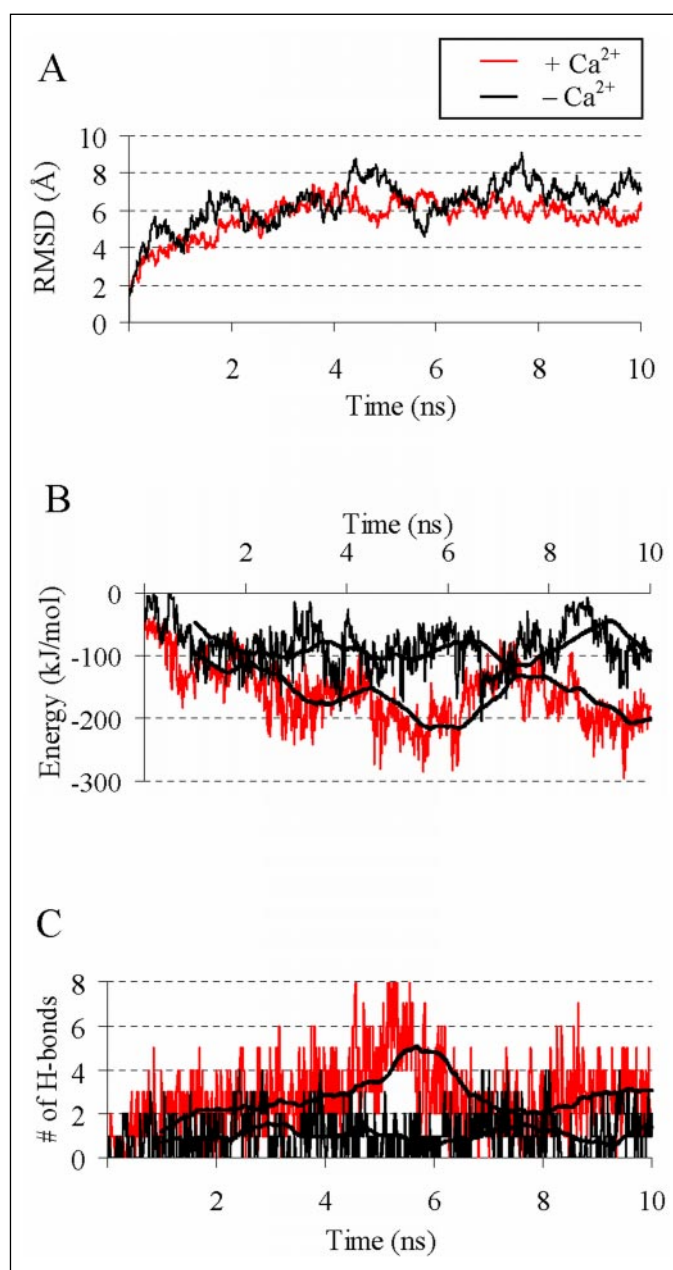 A
+ Ca²⁺
– Ca²⁺
10
8
6
4
2
0
RMSD (Å)
2 4 6 8 10
Time (ns)
B
Time (ns)
2 4 6 8 10
0
-100
-200
-300
Energy (kJ/mol)
C
8
6
4
2
0
# of H-bonds
2 4 6 8 10
Time (ns)